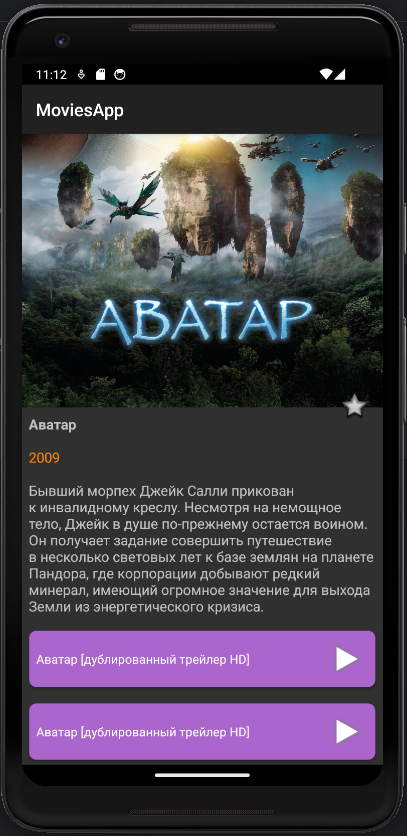 11:12
MoviesApp
АВАТАР
Аватар
2009
Бывший морпех Джейк Салли прикован
к инвалидному креслу. Несмотря на немощное
тело, Джейк в душе по-прежнему остается воином.
Он получает задание совершить путешествие
в несколько световых лет к базе землян на планете
Пандора, где корпорации добывают редкий
минерал, имеющий огромное значение для выхода
Земли из энергетического кризиса.
Аватар [дублированный трейлер HD]
Аватар [дублированный трейлер HD]